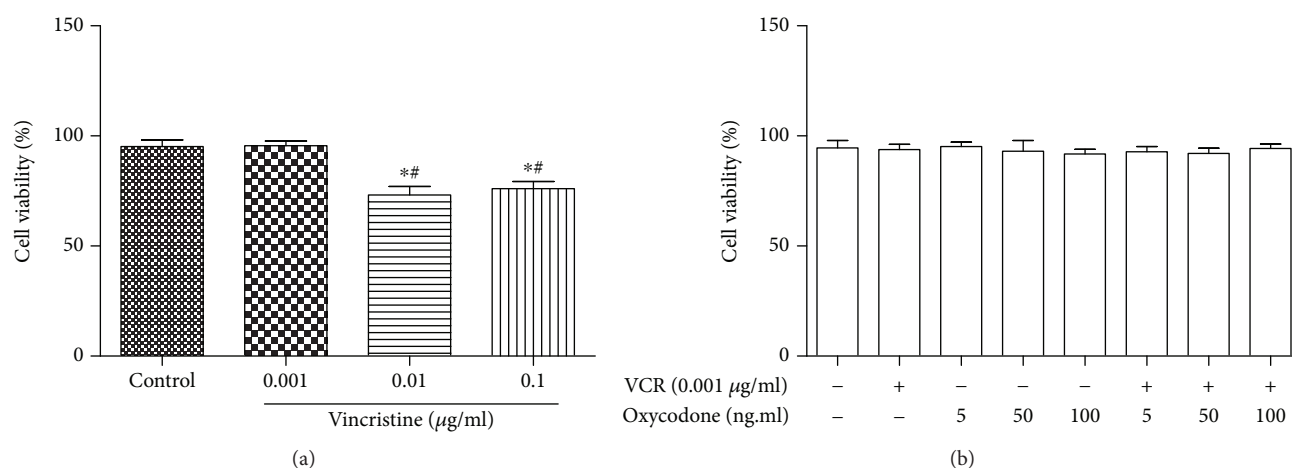 150
100
50
0
Cell viability (%)
*#
*#
Control
0.001
0.01
0.1
Vincristine (μg/ml)
(a)
150
100
50
0
Cell viability (%)
VCR (0.001 μg/ml) – + – – – + + +
Oxycodone (ng.ml) – – 5 50 100 5 50 100
(b)